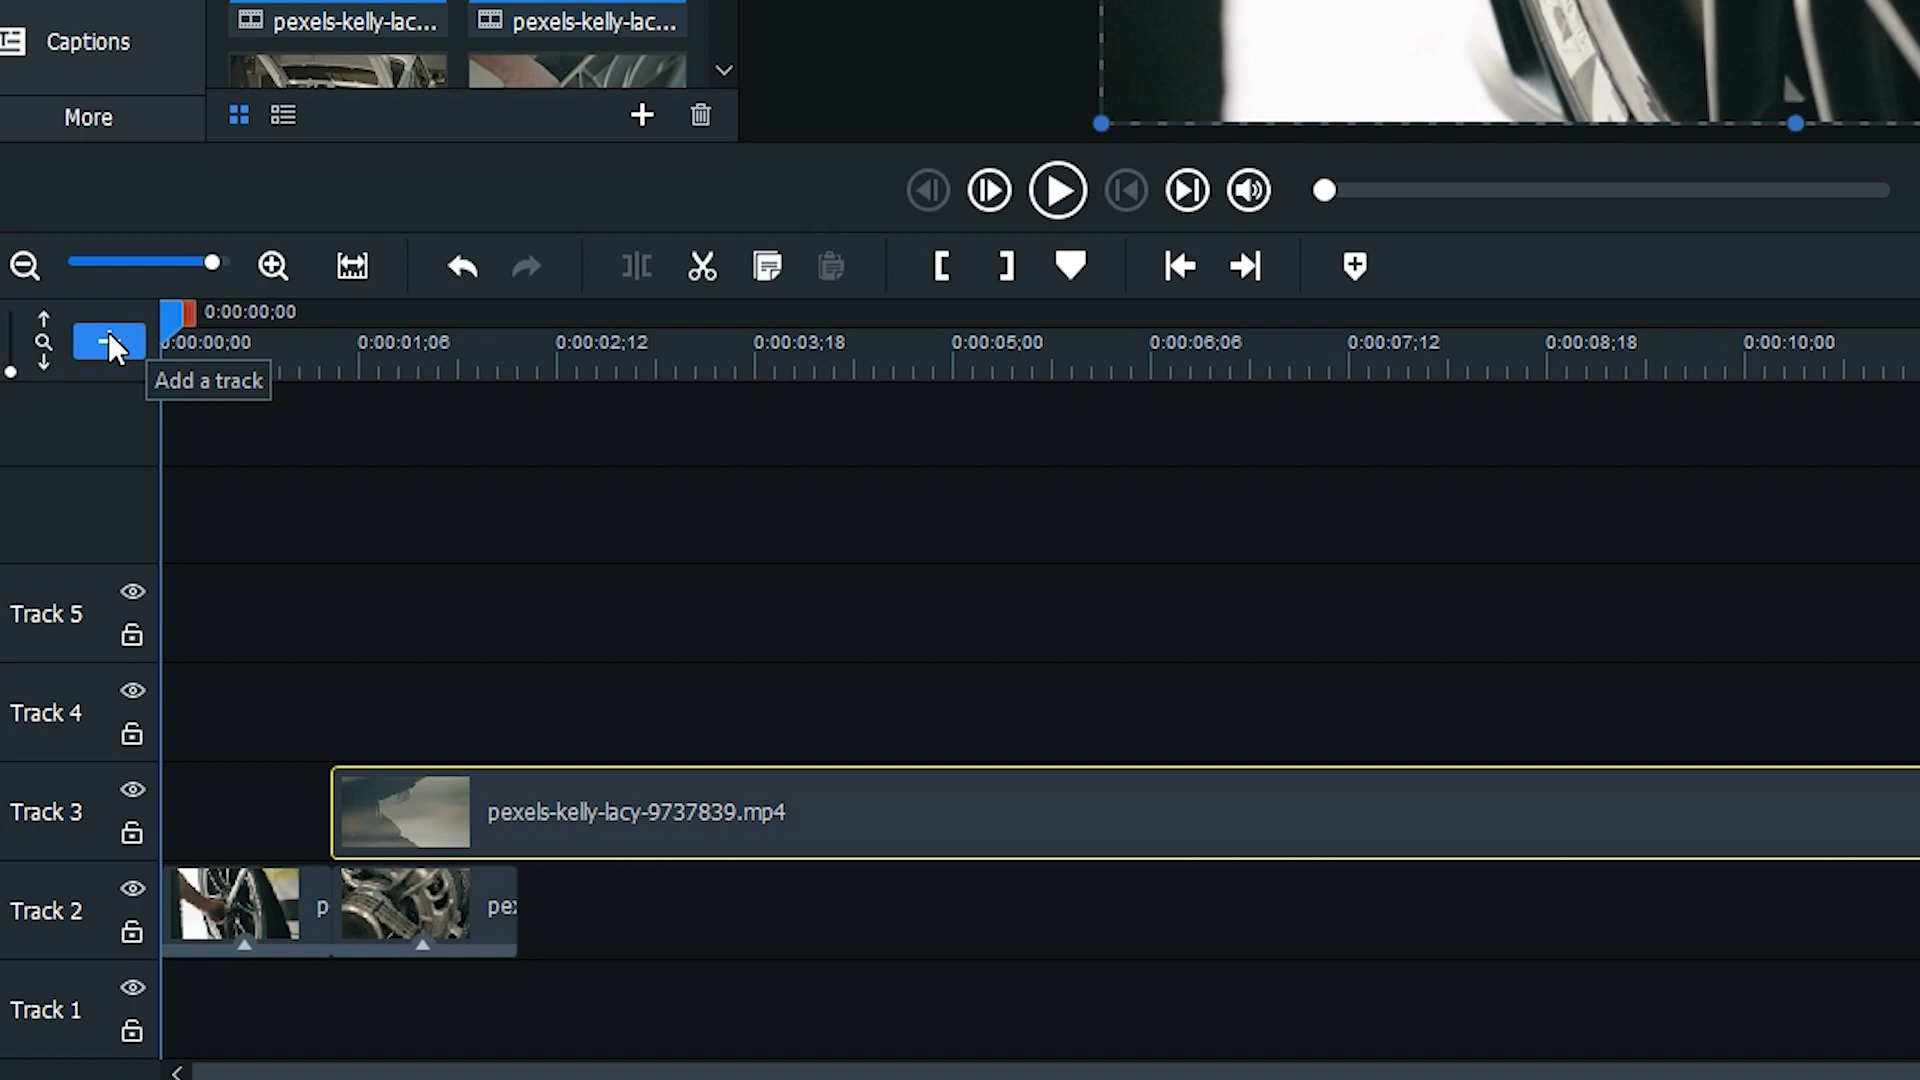 pexels-kelly-lac... pexels-kelly-lac...
Captions
More
0:00:00;00
0:00:00;00 0:00:01;06 0:00:02;12 0:00:03;18 0:00:05;00 0:00:06;06 0:00:07;12 0:00:08;18 0:00:10;00
Add a track
Track 5
Track 4
Track 3 pexels-kelly-lacy-9737839.mp4
Track 2 p pex
Track 1